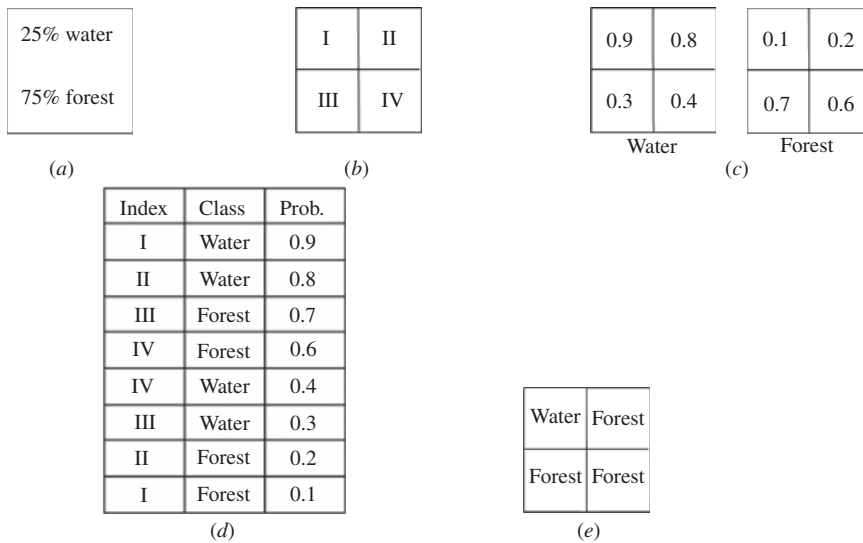 25% water
75% forest
(a)
I II
III IV
(b)
0.9 0.8
0.3 0.4
Water
0.1 0.2
0.7 0.6
Forest
(c)
Index Class Prob.
I Water 0.9
II Water 0.8
III Forest 0.7
IV Forest 0.6
IV Water 0.4
III Water 0.3
II Forest 0.2
I Forest 0.1
(d)
Water Forest
Forest Forest
(e)